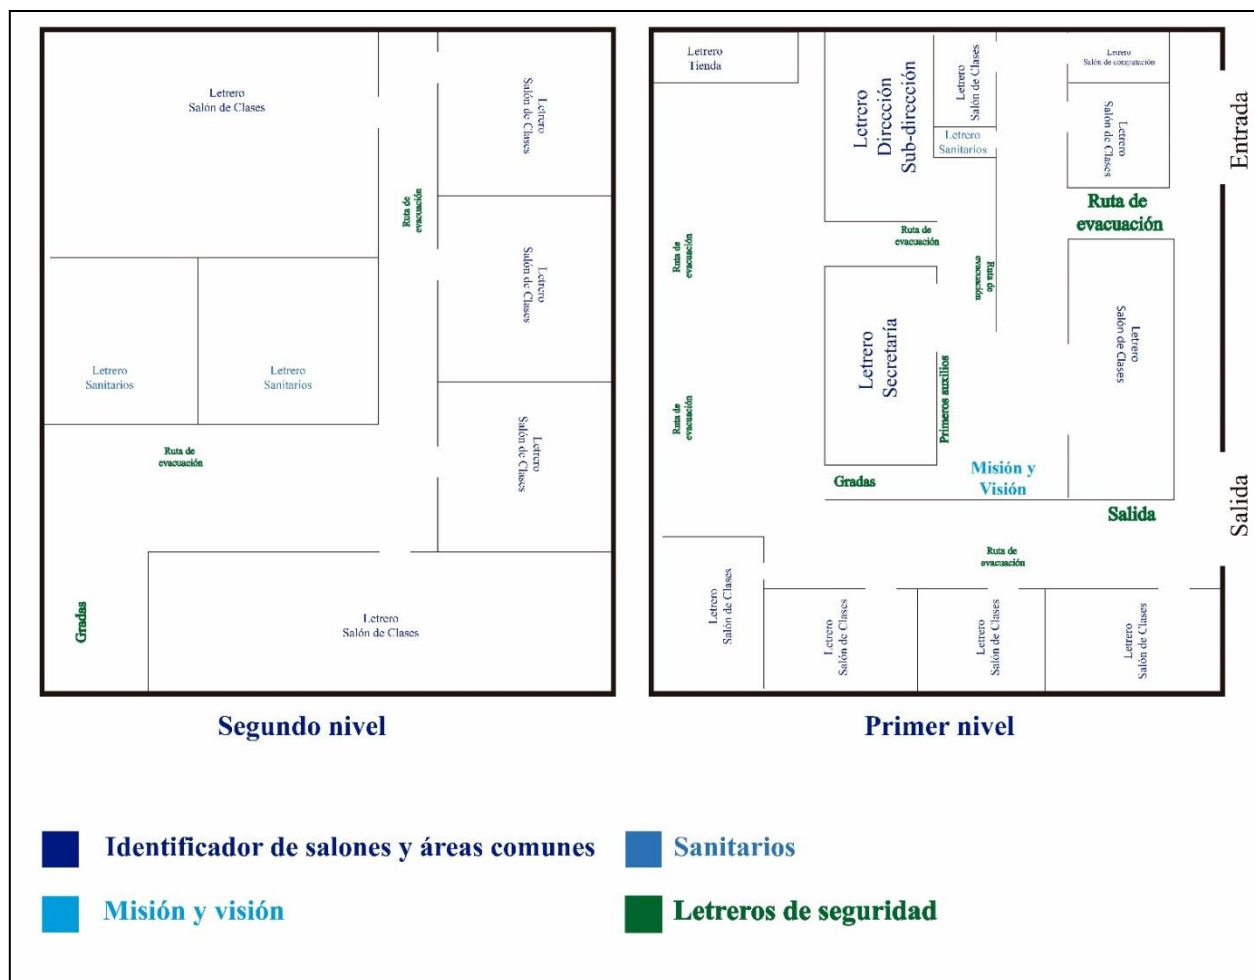 Letrero
Salón de Clases
Letrero
Salón de Clases
Ruta de
evacuación
Letrero
Salón de Clases
Letrero
Sanitarios
Letrero
Sanitarios
Letrero
Salón de Clases
Ruta de
evacuación
Gradas
Letrero
Salón de Clases
Segundo nivel
Letrero
Tienda
Letrero
Dirección
Sub-dirección
Letrero
Salón de Clases
Letrero
Sanitarios
Letrero
Salón de computación
Letrero
Salón de Clases
Entrada
Ruta de
evacuación
Ruta de
evacuación
Ruta de
evacuación
Ruta de
evacuación
Letrero
Secretaría
Letrero
Salón de Clases
Ruta de
evacuación
Primeros auxilios
Gradas
Misión y
Visión
Salida
Salida
Ruta de
evacuación
Letrero
Salón de Clases
Letrero
Salón de Clases
Letrero
Salón de Clases
Letrero
Salón de Clases
Primer nivel
Identificador de salones y áreas comunes
Sanitarios
Misión y visión
Letreros de seguridad